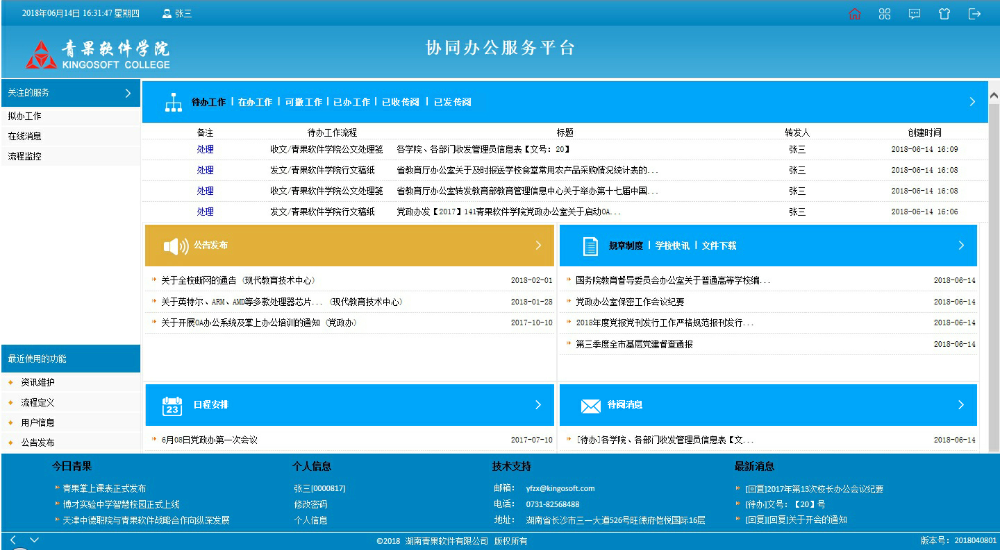 2018年06月14日 16:31:47 星期四 张三
青果软件学院
KINGOSOFT COLLEGE
协同办公服务平台
关注的服务
拟办工作
在线消息
流程监控
待办工作 | 在办工作 | 可撤工作 | 已办工作 | 已收传阅 | 已发传阅
备注 待办工作流程 标题 转发人 创建时间
处理 收文/青果软件学院公文处理笺 各学院、各部门收发管理员信息表【文号：20】 张三 2018-06-14 16:09
处理 发文/青果软件学院行文稿纸 省教育厅办公室关于及时报送学校食堂常用农产品采购情况统计表的... 张三 2018-06-14 16:08
处理 收文/青果软件学院公文处理笺 省教育厅办公室转发教育部教育管理信息中心关于举办第十七届中国... 张三 2018-06-14 16:08
处理 发文/青果软件学院行文稿纸 党政办发【2017】141青果软件学院党政办公室关于启动OA... 张三 2018-06-14 16:06
公告发布
关于全校断网的通告（现代教育技术中心） 2018-02-01
关于英特尔、ARM、AMD等多款处理器芯片...（现代教育技术中心） 2018-01-28
关于开展OA办公系统及掌上办公培训的通知（党政办） 2017-10-10
规章制度 | 学校快讯 | 文件下载
国务院教育督导委员会办公室关于普通高等学校编... 2018-06-14
党政办公室保密工作会议纪要 2018-06-14
2018年度党报党刊发行工作严格规范报刊发行... 2018-06-14
第三季度全市基层党建督查通报 2018-06-14
最近使用的功能
资讯维护
流程定义
用户信息
公告发布
23 日程安排
6月08日党政办第一次会议 2017-07-10
待阅消息
[待办]各学院、各部门收发管理员信息表【文... 2018-06-14
今日青果
青果掌上课表正式发布
博才实验中学智慧校园正式上线
天津中德职院与青果软件战略合作向纵深发展
个人信息
张三[0000817]
修改密码
个人信息
技术支持
邮箱： yfzx@kingosoft.com
电话： 0731-82568488
地址： 湖南省长沙市三一大道526号旺德府恺悦国际16层
最新消息
[回复]2017年第13次校长办公会议纪要
[待办]文号：【20】号
[回复][回复]关于开会的通知
©2018 湖南青果软件有限公司 版权所有
版本号：2018040801